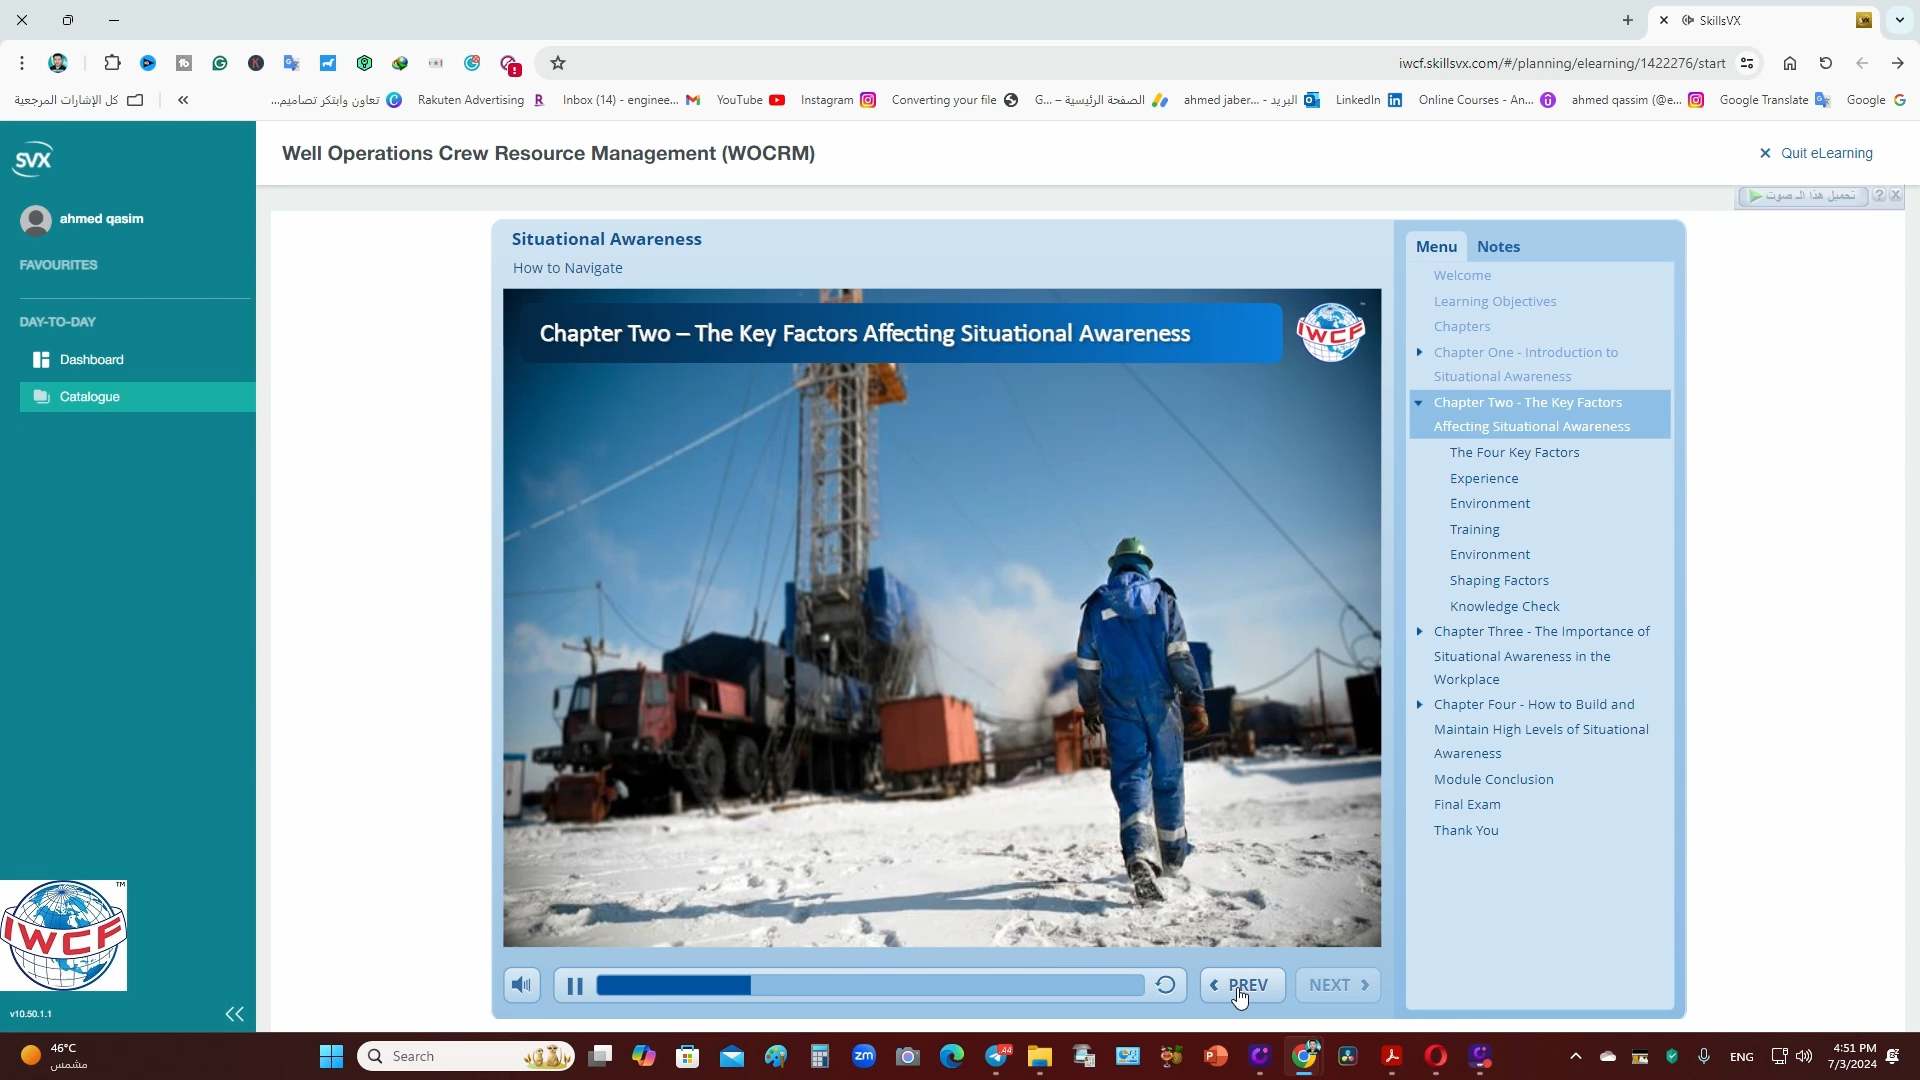 SkillsVX
iwcf.skillsvx.com/#/planning/elearning/1422276/start
كل الإشارات المرجعية
تعاون وابتكر تصاميم...
Rakuten Advertising
Inbox (14) - enginee...
YouTube
Instagram
Converting your file
G... – الصفحة الرئيسية
ahmed jaber... - البريد
LinkedIn
Online Courses - An...
ahmed qassim (@e...
Google Translate
Google
SVX
Well Operations Crew Resource Management (WOCRM)
Quit eLearning
تحميل هذا الـ صوت
ahmed qasim
FAVOURITES
DAY-TO-DAY
Dashboard
Catalogue
Situational Awareness
How to Navigate
Chapter Two – The Key Factors Affecting Situational Awareness
IWCF
Menu
Notes
Welcome
Learning Objectives
Chapters
Chapter One - Introduction to
Situational Awareness
Chapter Two - The Key Factors
Affecting Situational Awareness
The Four Key Factors
Experience
Environment
Training
Environment
Shaping Factors
Knowledge Check
Chapter Three - The Importance of
Situational Awareness in the
Workplace
Chapter Four - How to Build and
Maintain High Levels of Situational
Awareness
Module Conclusion
Final Exam
Thank You
PREV
NEXT
IWCF
TM
v10.50.1.1
46°C
مشمس
Search
zm
44
ENG
4:51 PM
7/3/2024